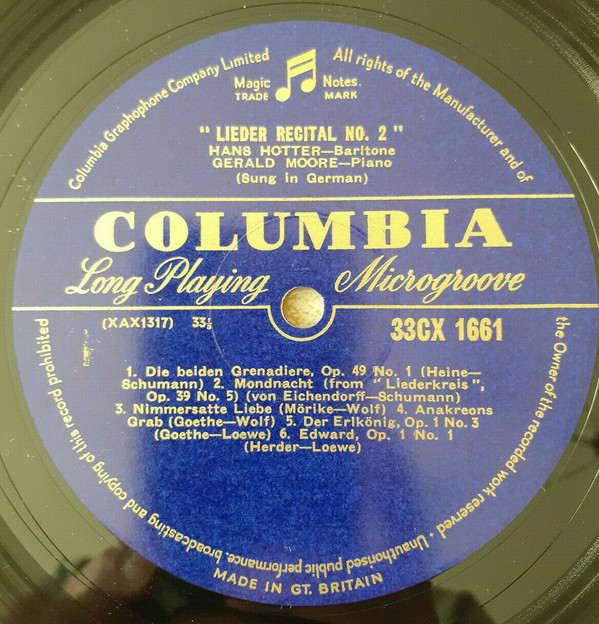 Columbia Graphophone Company Limited
All rights of the Manufacturer and of
the Owner of the recorded work reserved · Unauthorised public performance, broadcasting and copying of this record prohibited
Magic Notes.
TRADE MARK
" LIEDER RECITAL NO. 2 "
HANS HOTTER—Baritone
GERALD MOORE—Piano
(Sung in German)
COLUMBIA
Long Playing Microgroove
(XAX1317) 33⅓
33CX 1661
1. Die beiden Grenadiere, Op. 49 No. 1 (Heine—
Schumann) 2. Mondnacht (from " Liederkreis ",
Op. 39 No. 5) (von Eichendorff—Schumann)
3. Nimmersatte Liebe (Mörike—Wolf) 4. Anakreons
Grab (Goethe—Wolf) 5. Der Erlkönig, Op. 1 No. 3
(Goethe—Loewe) 6. Edward, Op. 1 No. 1
(Herder—Loewe)
MADE IN GT. BRITAIN